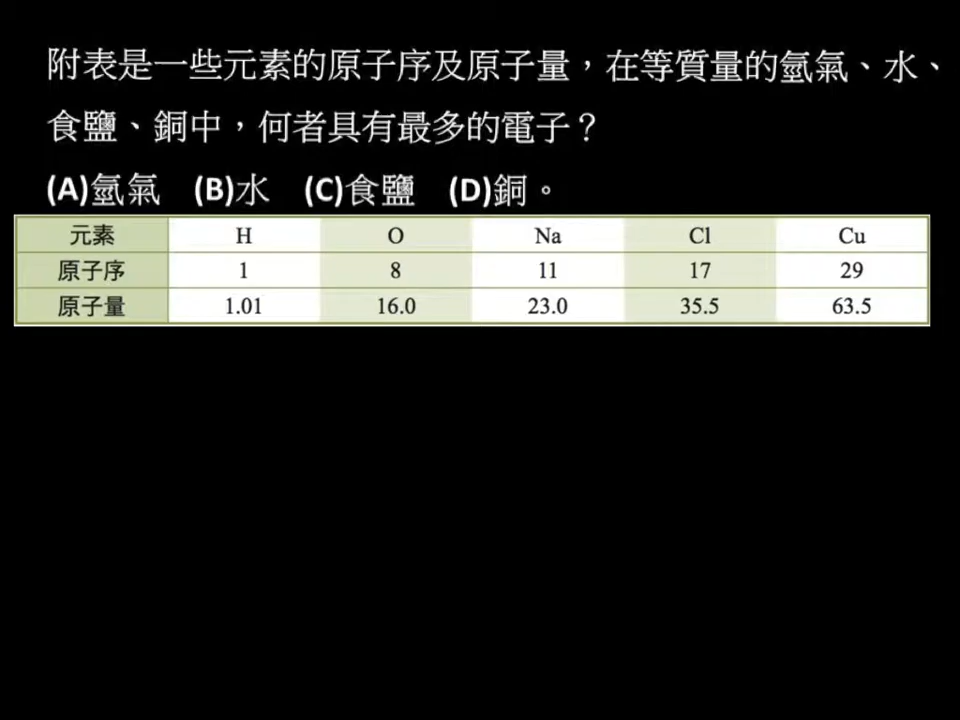 附表是一些元素的原子序及原子量，在等質量的氫氣、水、
食鹽、銅中，何者具有最多的電子？
(A)氫氣 (B)水 (C)食鹽 (D)銅。
元素 H O Na Cl Cu
原子序 1 8 11 17 29
原子量 1.01 16.0 23.0 35.5 63.5